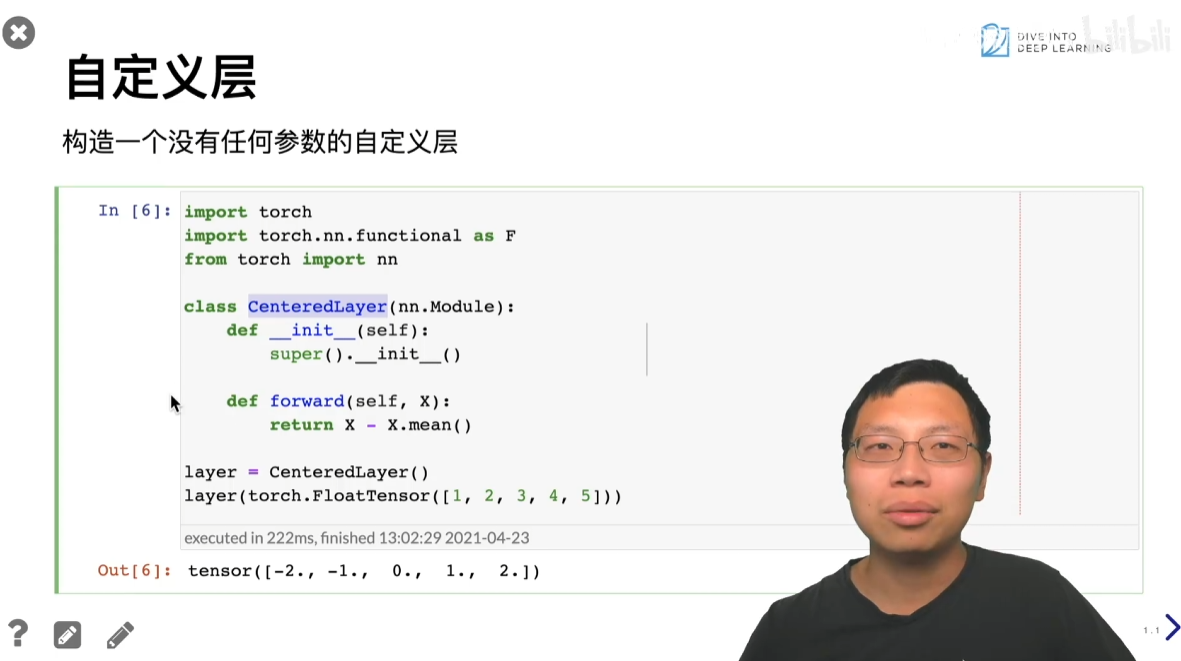 DIVE INTO
DEEP LEARNING
bilibili
自定义层
构造一个没有任何参数的自定义层
In [6]:
import torch
import torch.nn.functional as F
from torch import nn
class CenteredLayer(nn.Module):
def __init__(self):
super().__init__()
def forward(self, X):
return X - X.mean()
layer = CenteredLayer()
layer(torch.FloatTensor([1, 2, 3, 4, 5]))
executed in 222ms, finished 13:02:29 2021-04-23
Out[6]: tensor([-2., -1., 0., 1., 2.])
?
1.1